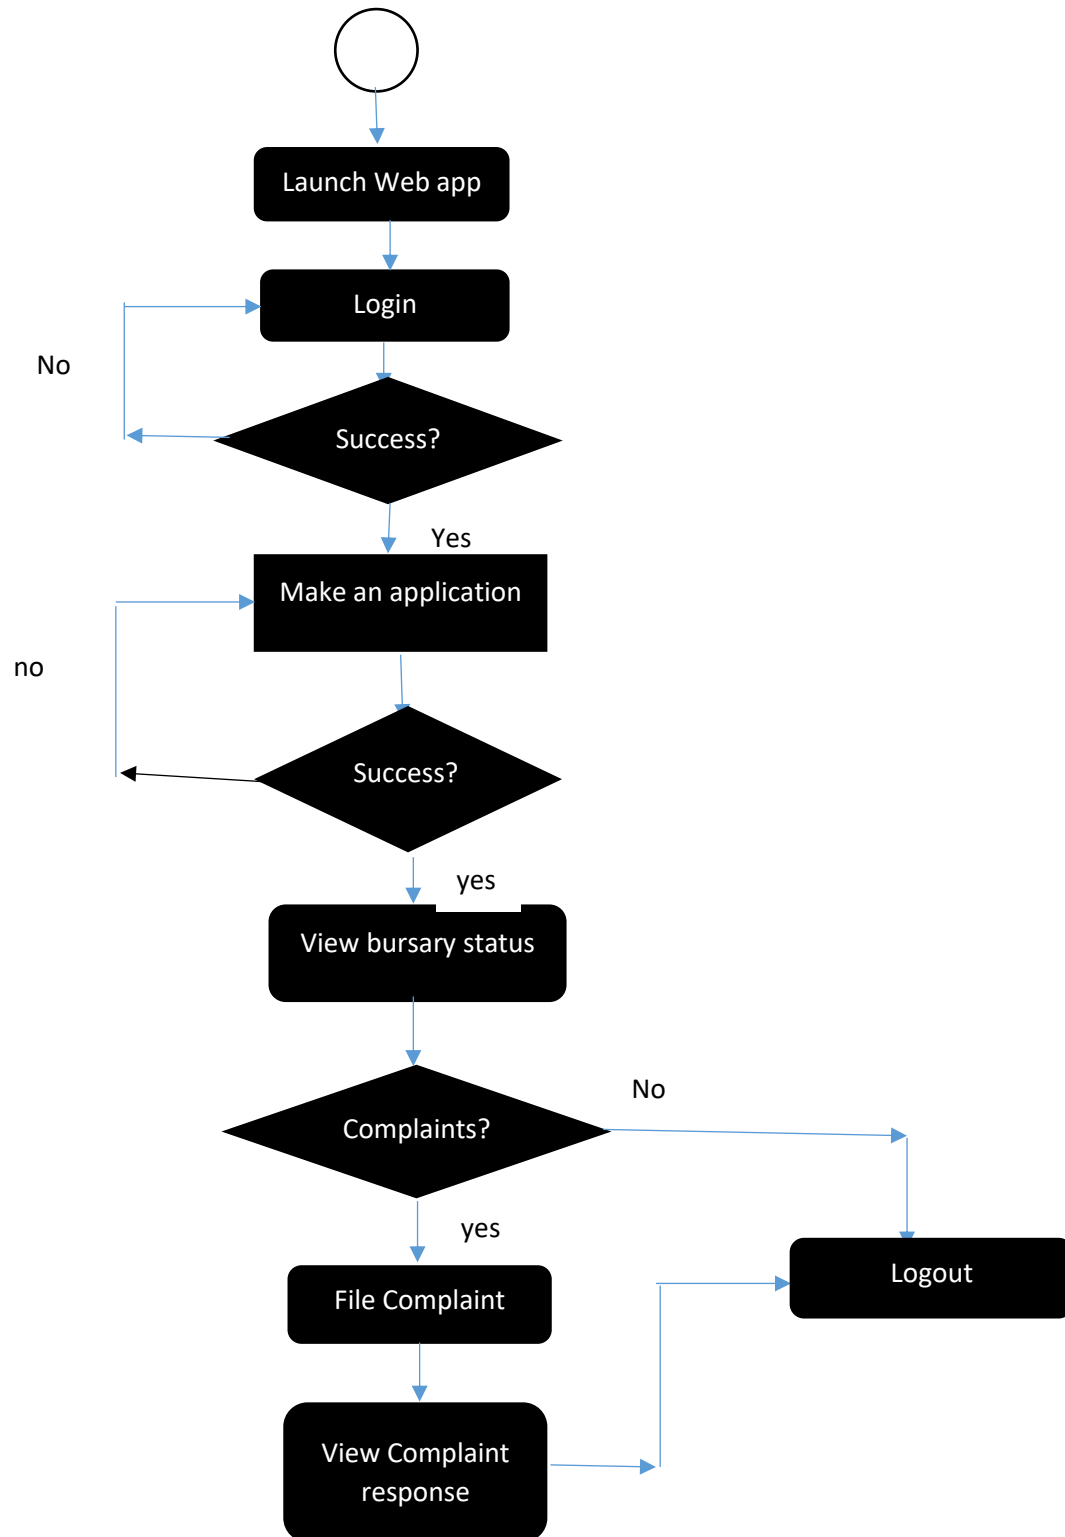 Launch Web app
Login
No
Success?
Yes
Make an application
no
Success?
yes
View bursary status
No
Complaints?
yes
Logout
File Complaint
View Complaint
response